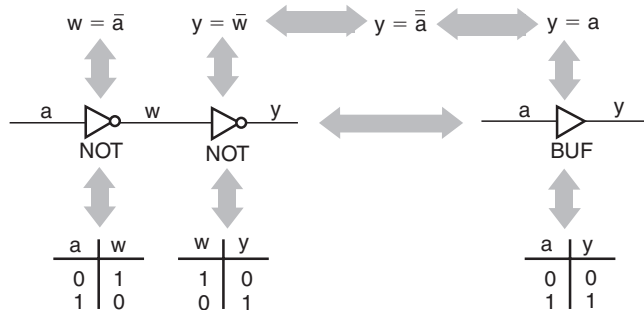 w = a̅ y = w̅ y = a̿ y = a
a w y a y
NOT NOT BUF
a w w y a y
0 1 1 0 0 0
1 0 0 1 1 1